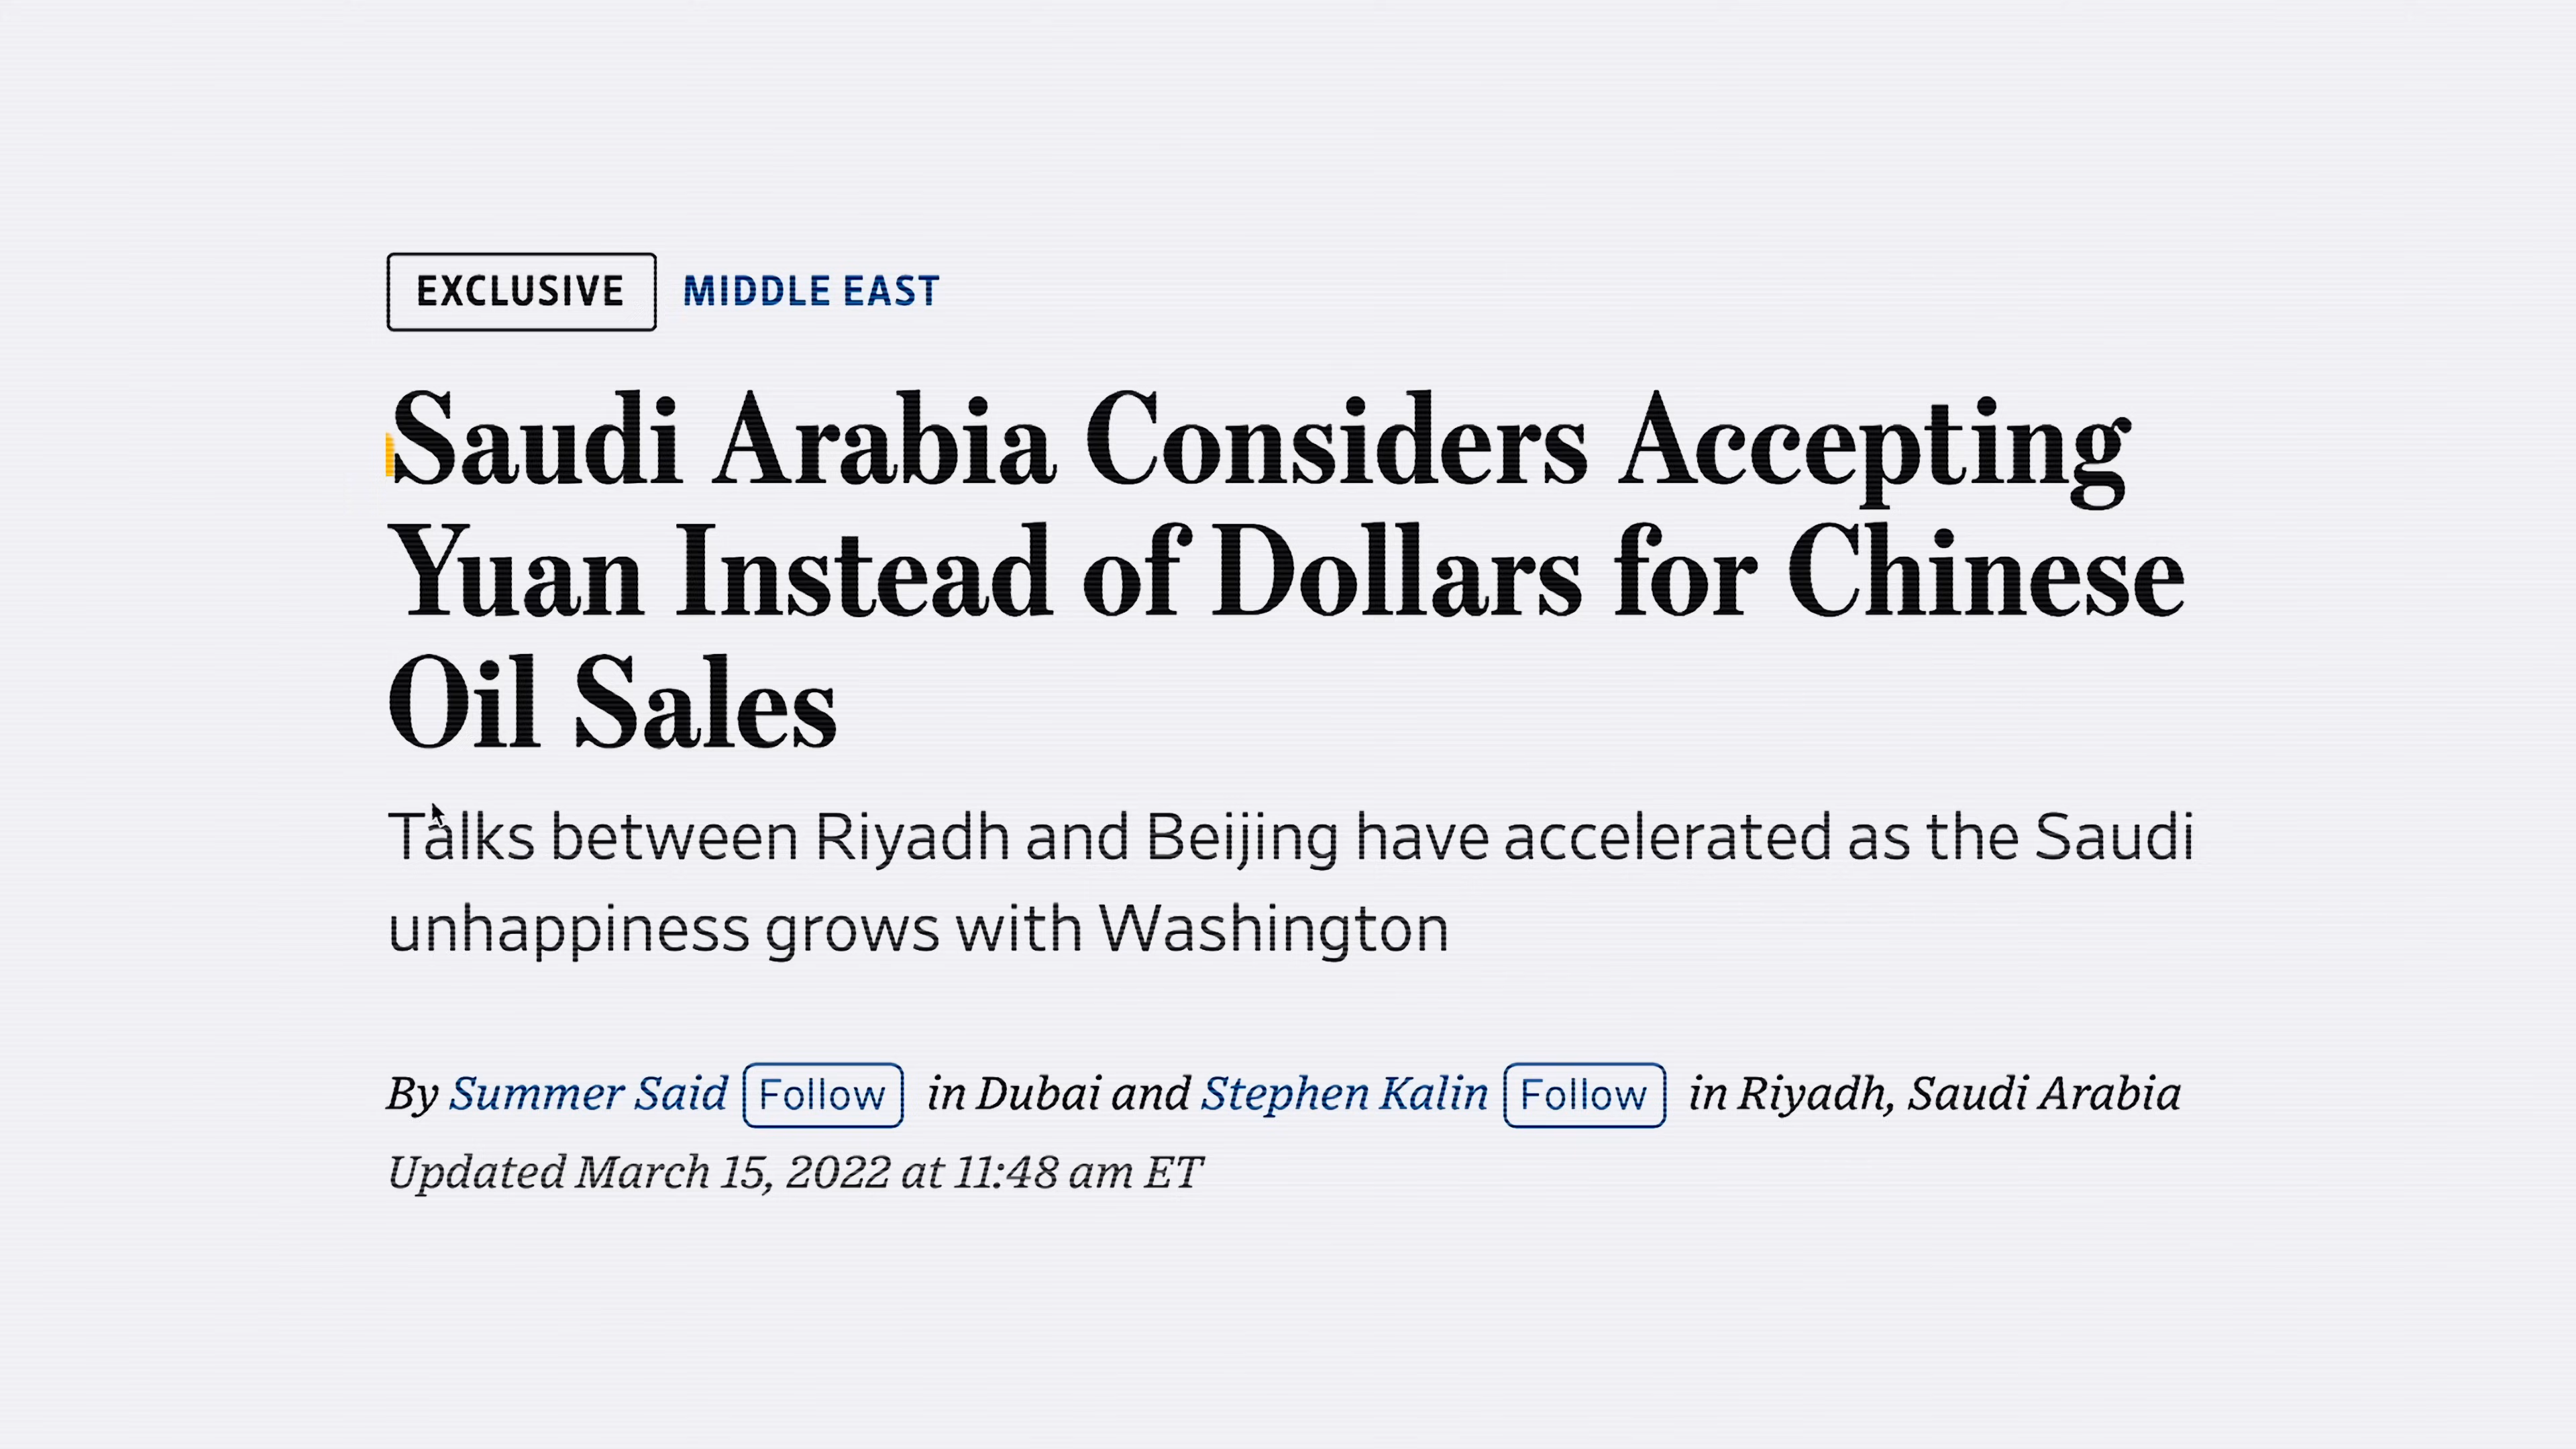 EXCLUSIVE MIDDLE EAST
Saudi Arabia Considers Accepting
Yuan Instead of Dollars for Chinese
Oil Sales
Talks between Riyadh and Beijing have accelerated as the Saudi
unhappiness grows with Washington
By Summer Said Follow in Dubai and Stephen Kalin Follow in Riyadh, Saudi Arabia
Updated March 15, 2022 at 11:48 am ET